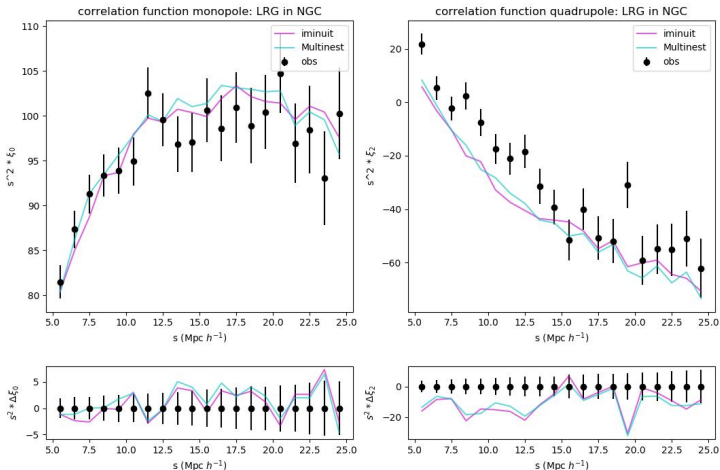 correlation function monopole: LRG in NGC
110
105
100
95
90
85
80
s^2 * ξ0
iminuit
Multinest
obs
5.0 7.5 10.0 12.5 15.0 17.5 20.0 22.5 25.0
s (Mpc h⁻¹)
correlation function quadrupole: LRG in NGC
20
0
−20
−40
−60
s^2 * ξ2
iminuit
Multinest
obs
5.0 7.5 10.0 12.5 15.0 17.5 20.0 22.5 25.0
s (Mpc h⁻¹)
5
0
−5
s² * Δξ0
5.0 7.5 10.0 12.5 15.0 17.5 20.0 22.5 25.0
s (Mpc h⁻¹)
0
−20
s² * Δξ2
5.0 7.5 10.0 12.5 15.0 17.5 20.0 22.5 25.0
s (Mpc h⁻¹)